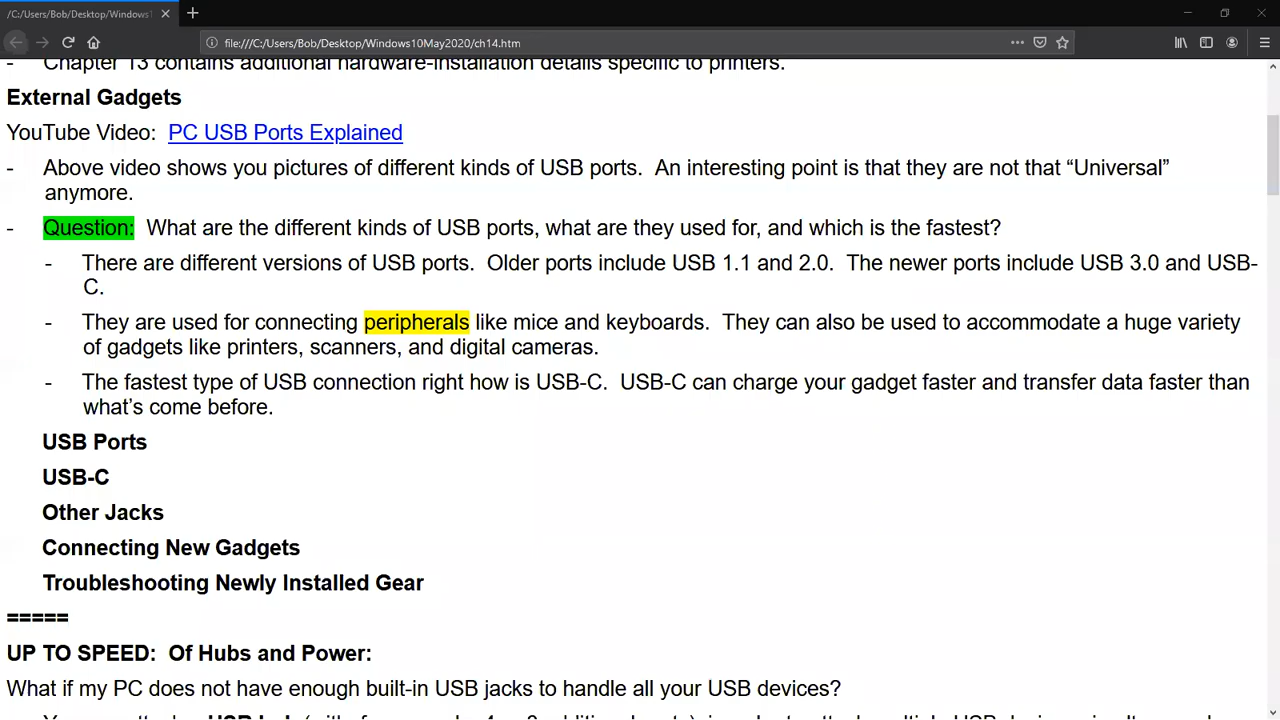 /C:/Users/Bob/Desktop/Windows1
file:///C:/Users/Bob/Desktop/Windows10May2020/ch14.htm
- Chapter 13 contains additional hardware-installation details specific to printers.
External Gadgets
YouTube Video: PC USB Ports Explained
- Above video shows you pictures of different kinds of USB ports. An interesting point is that they are not that “Universal”
anymore.
- Question: What are the different kinds of USB ports, what are they used for, and which is the fastest?
- There are different versions of USB ports. Older ports include USB 1.1 and 2.0. The newer ports include USB 3.0 and USB-
C.
- They are used for connecting peripherals like mice and keyboards. They can also be used to accommodate a huge variety
of gadgets like printers, scanners, and digital cameras.
- The fastest type of USB connection right how is USB-C. USB-C can charge your gadget faster and transfer data faster than
what’s come before.
USB Ports
USB-C
Other Jacks
Connecting New Gadgets
Troubleshooting Newly Installed Gear
=====
UP TO SPEED: Of Hubs and Power:
What if my PC does not have enough built-in USB jacks to handle all your USB devices?